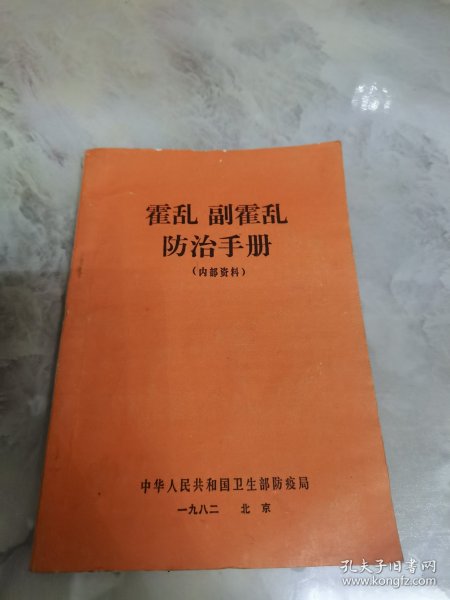 霍乱 副霍乱
防治手册
(内部资料)
中华人民共和国卫生部防疫局
一九八二 北京
孔夫子旧书网
www.kongfz.com